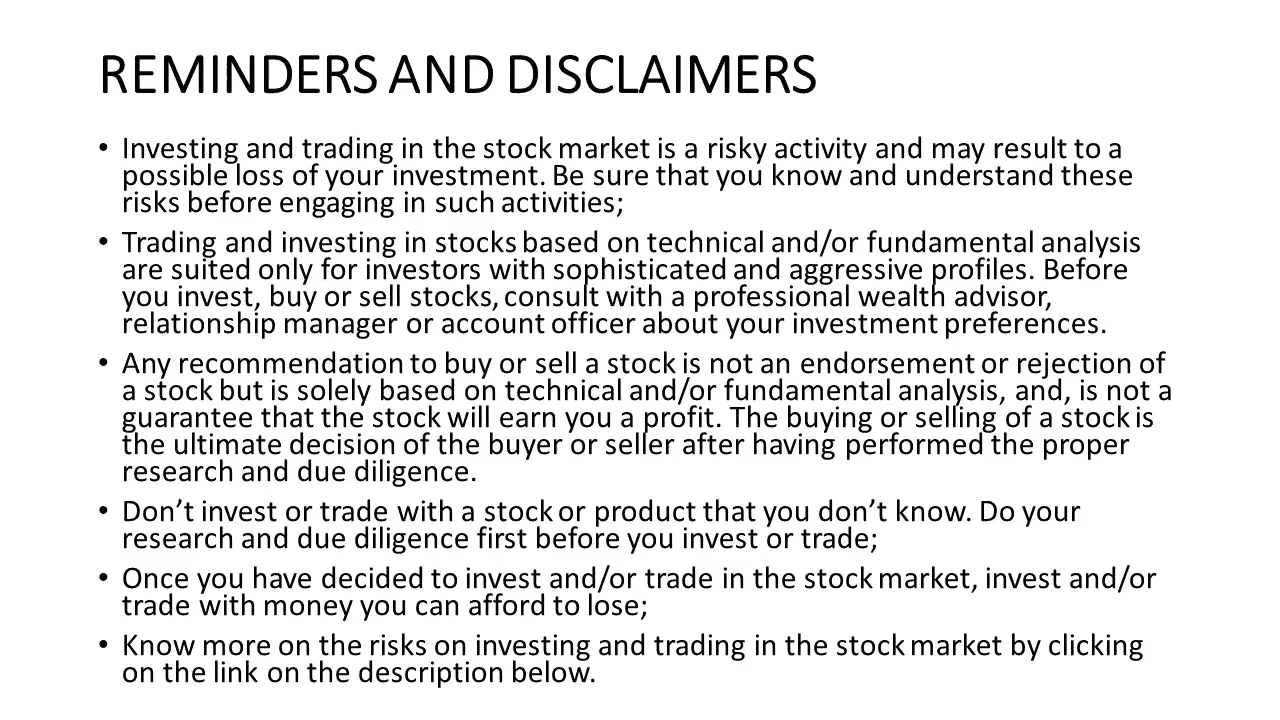 REMINDERS AND DISCLAIMERS
• Investing and trading in the stock market is a risky activity and may result to a
possible loss of your investment. Be sure that you know and understand these
risks before engaging in such activities;
• Trading and investing in stocks based on technical and/or fundamental analysis
are suited only for investors with sophisticated and aggressive profiles. Before
you invest, buy or sell stocks, consult with a professional wealth advisor,
relationship manager or account officer about your investment preferences.
• Any recommendation to buy or sell a stock is not an endorsement or rejection of
a stock but is solely based on technical and/or fundamental analysis, and, is not a
guarantee that the stock will earn you a profit. The buying or selling of a stock is
the ultimate decision of the buyer or seller after having performed the proper
research and due diligence.
• Don’t invest or trade with a stock or product that you don’t know. Do your
research and due diligence first before you invest or trade;
• Once you have decided to invest and/or trade in the stock market, invest and/or
trade with money you can afford to lose;
• Know more on the risks on investing and trading in the stock market by clicking
on the link on the description below.